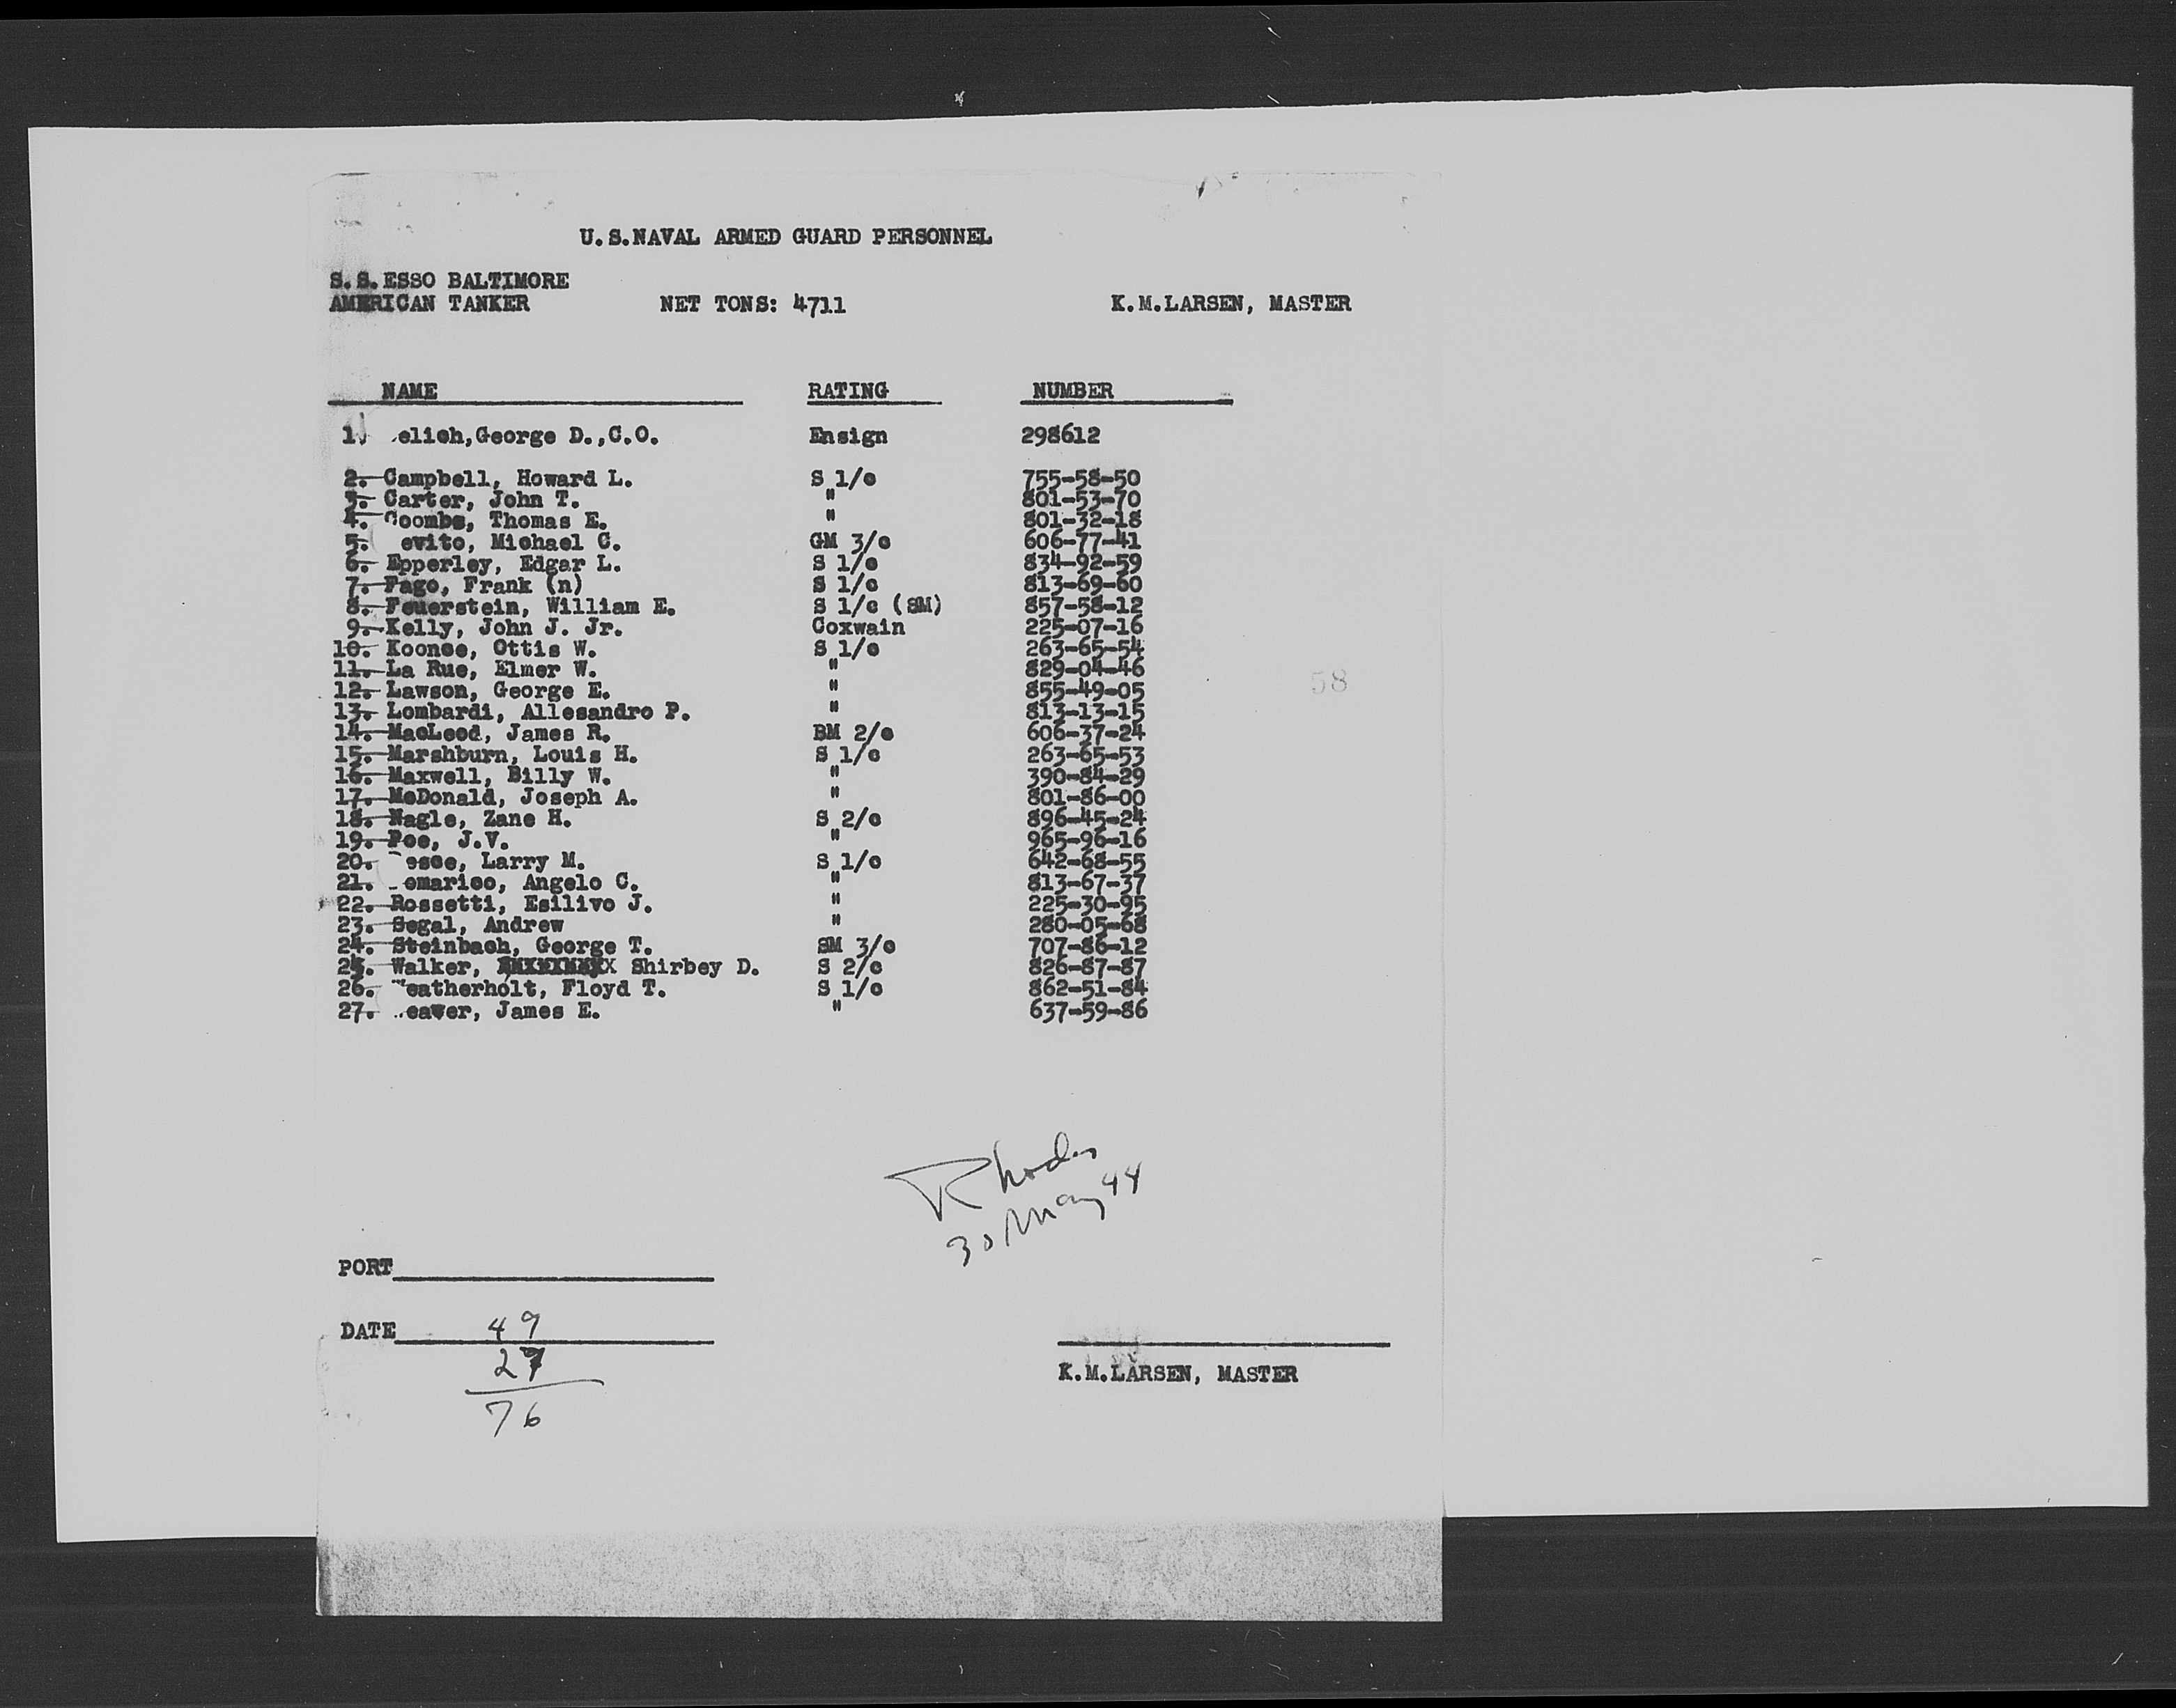 U.S.NAVAL ARMED GUARD PERSONNEL
S.S.ESSO BALTIMORE
AMERICAN TANKER NET TONS: 4711 K.M.LARSEN, MASTER
NAME RATING NUMBER
1. elich,George D.,C.O. Ensign 298612
2. Campbell, Howard L. S 1/c 755-58-50
3. Carter, John T. " 801-53-70
4. Coombs, Thomas E. " 801-32-18
5. evito, Michael C. GM 3/c 606-77-41
6. Epperley, Edgar L. S 1/c 834-92-59
7. Fago, Frank (n) S 1/c 813-69-60
8. Feuerstein, William E. S 1/c (SM) 857-58-12
9. Kelly, John J. Jr. Coxwain 225-07-16
10. Koonce, Ottis W. S 1/c 263-65-54
11. La Rue, Elmer W. " 829-04-46
12. Lawson, George E. " 855-49-05
13. Lombardi, Allesandro P. " 813-13-15
14. MacLeod, James R. BM 2/c 606-37-24
15. Marshburn, Louis H. S 1/c 263-65-53
16. Maxwell, Billy W. " 390-84-29
17. McDonald, Joseph A. " 801-86-00
18. Nagle, Zane H. S 2/c 896-45-24
19. Poe, J.V. " 965-96-16
20. esce, Larry M. S 1/c 642-68-55
21. emarico, Angelo C. " 813-67-37
22. Rossetti, Esilivo J. " 225-30-95
23. Segal, Andrew " 280-05-68
24. Steinbach, George T. SM 3/c 707-86-12
25. Walker, Shirbey D. S 2/c 826-87-87
26. Weatherholt, Floyd T. S 1/c 862-51-84
27. eaver, James E. " 637-59-86
58
Rhodes
30 May 44
PORT
DATE 49
27
76
K.M.LARSEN, MASTER